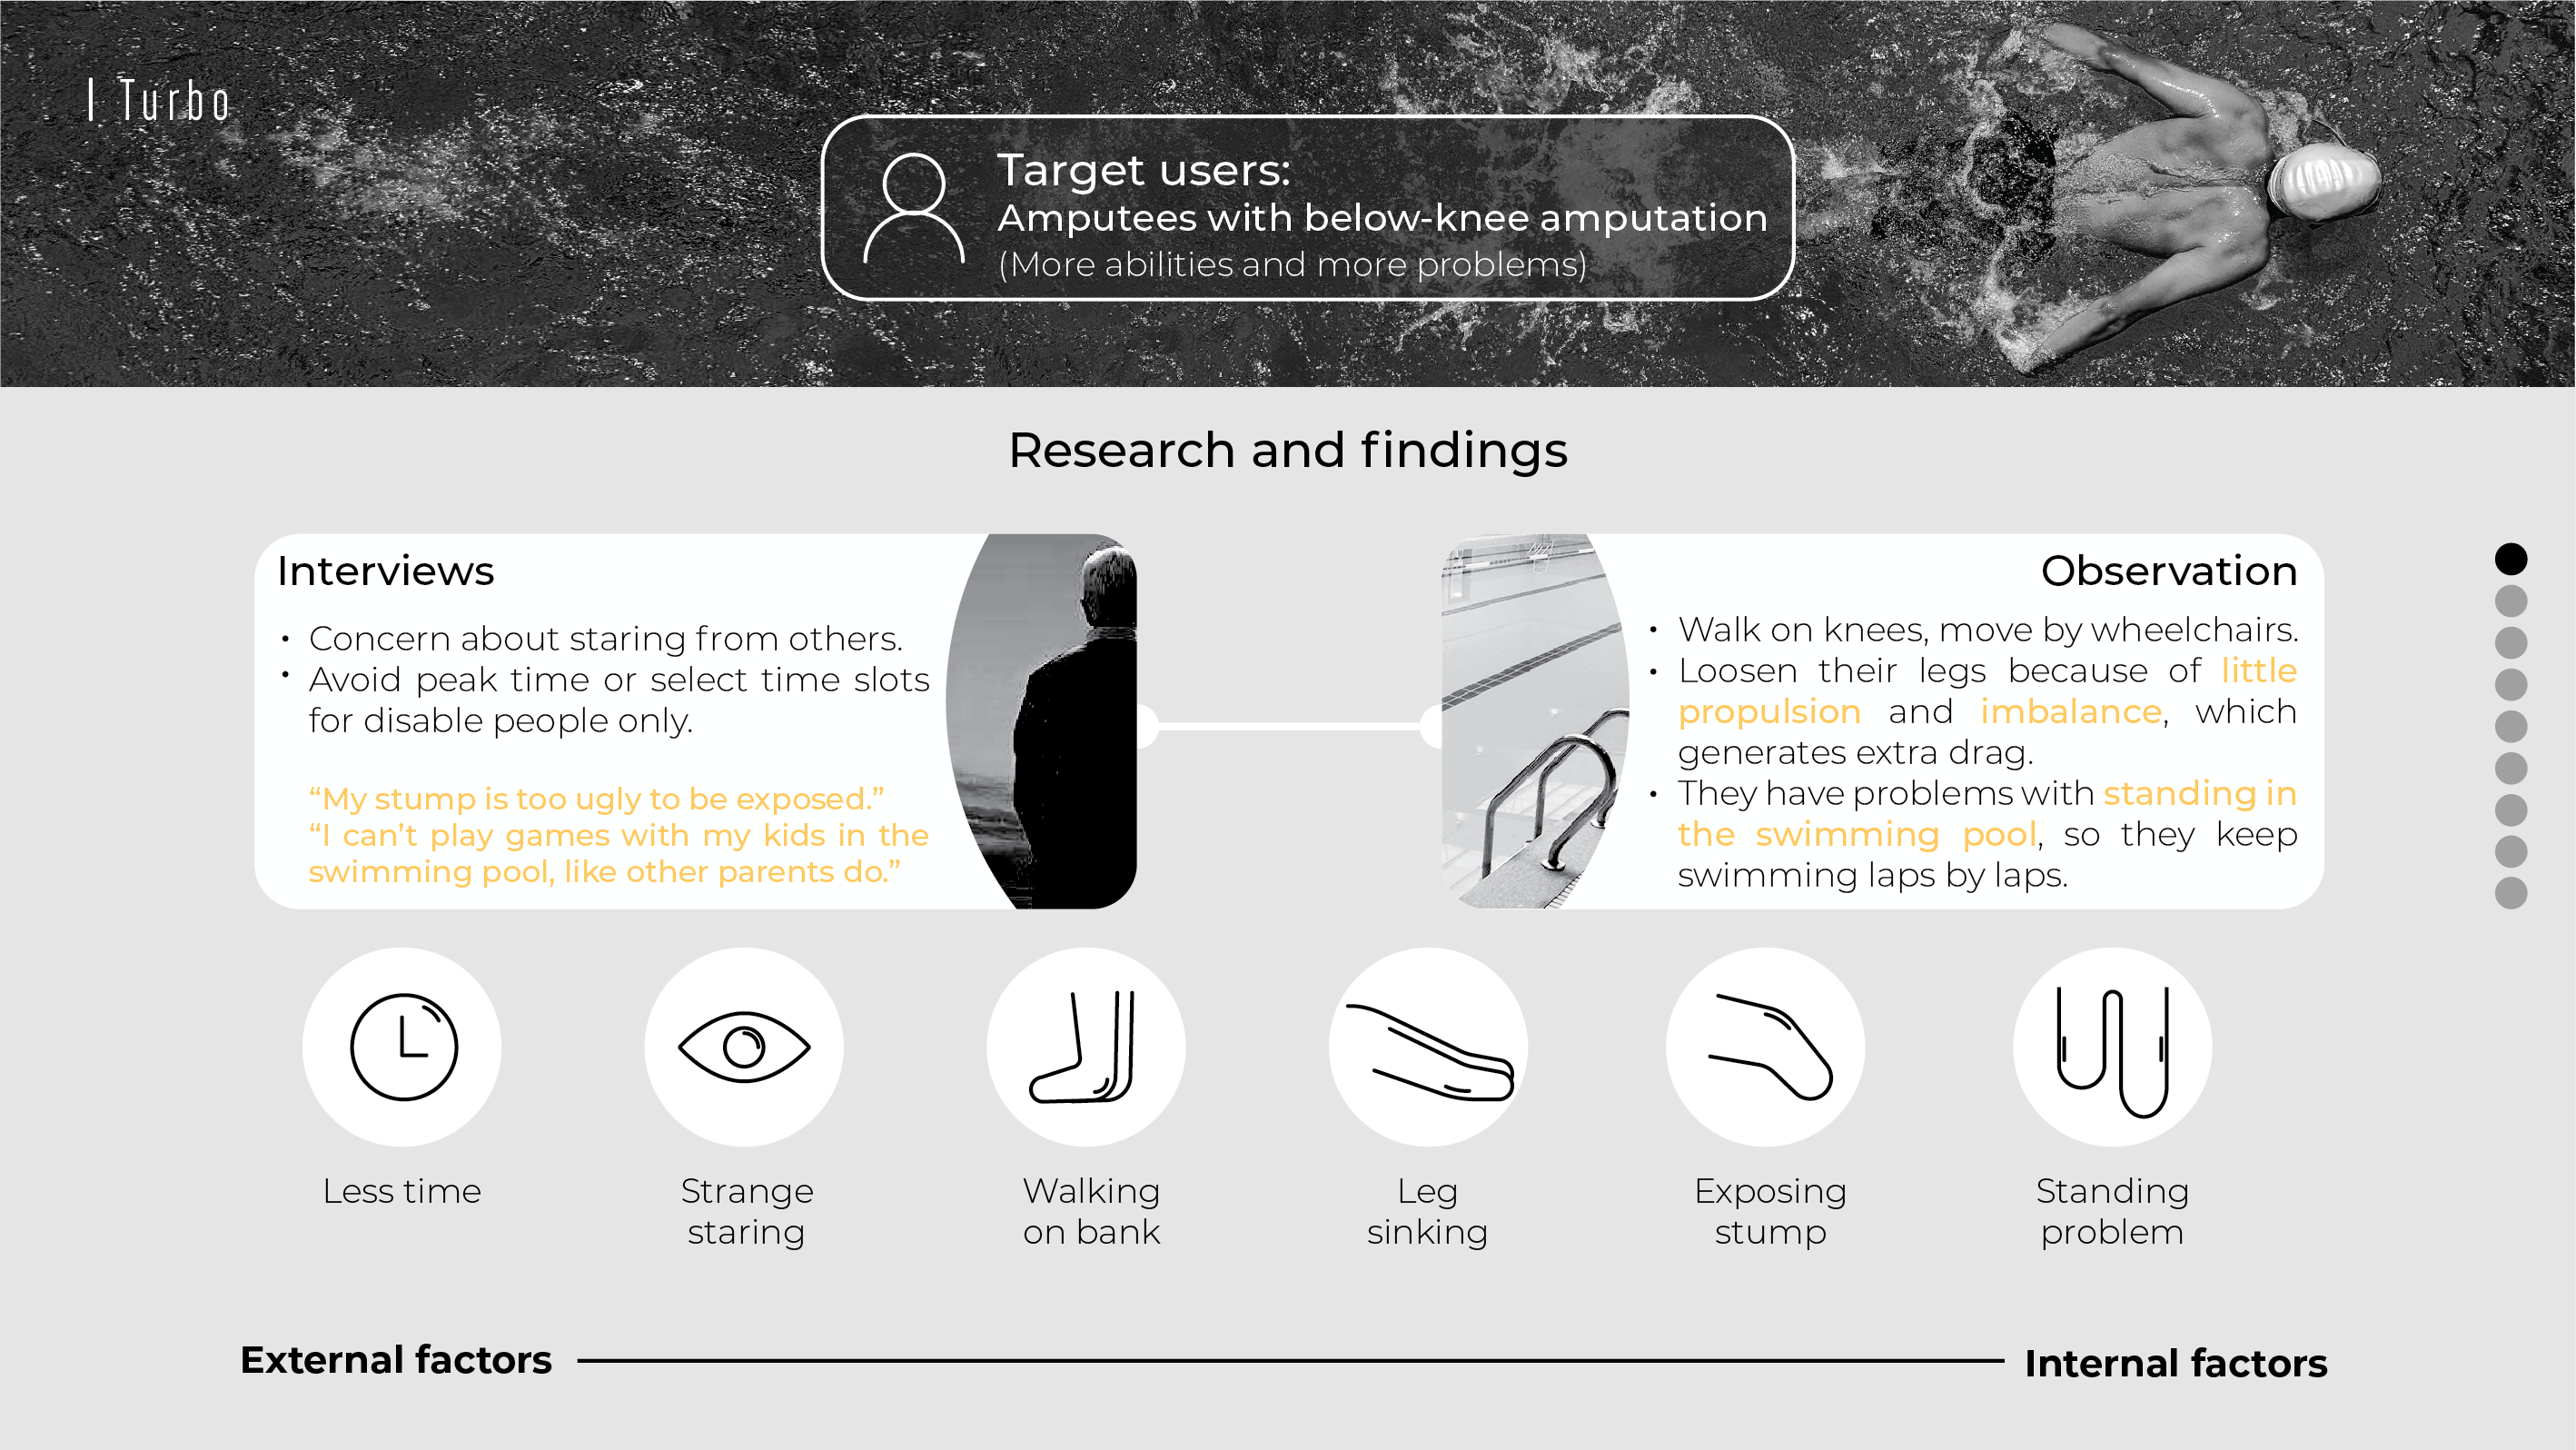 | Turbo
Target users:
Amputees with below-knee amputation
(More abilities and more problems)
Research and findings
Interviews
• Concern about staring from others.
• Avoid peak time or select time slots
for disable people only.
“My stump is too ugly to be exposed.”
“I can’t play games with my kids in the
swimming pool, like other parents do.”
Observation
• Walk on knees, move by wheelchairs.
• Loosen their legs because of little
propulsion and imbalance, which
generates extra drag.
• They have problems with standing in
the swimming pool, so they keep
swimming laps by laps.
Less time
Strange
staring
Walking
on bank
Leg
sinking
Exposing
stump
Standing
problem
External factors
Internal factors